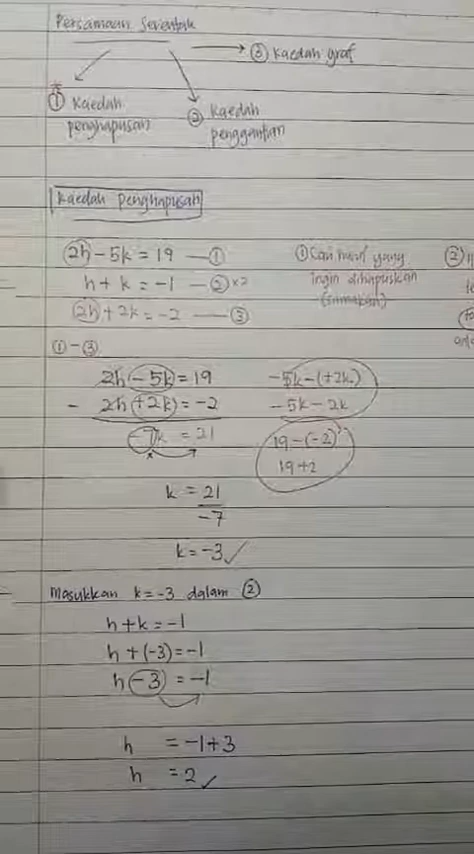 Persamaan Serentak
③ Kaedah graf
① Kaedah penghapusan
② Kaedah penggantian
Kaedah Penghapusan
2h - 5k = 19 — ①
h + k = -1 — ② ×2
2h + 2k = -2 — ③
① Cari huruf yang
ingin dihapuskan
(samakan)
②
① - ③
2h - 5k = 19
- 2h + 2k = -2
-7k = 21
-5k - (+2k)
-5k - 2k
19 - (-2)
19 + 2
k = 21
-7
k = -3 ✓
Masukkan k = -3 dalam ②
h + k = -1
h + (-3) = -1
h - 3 = -1
h = -1 + 3
h = 2 ✓